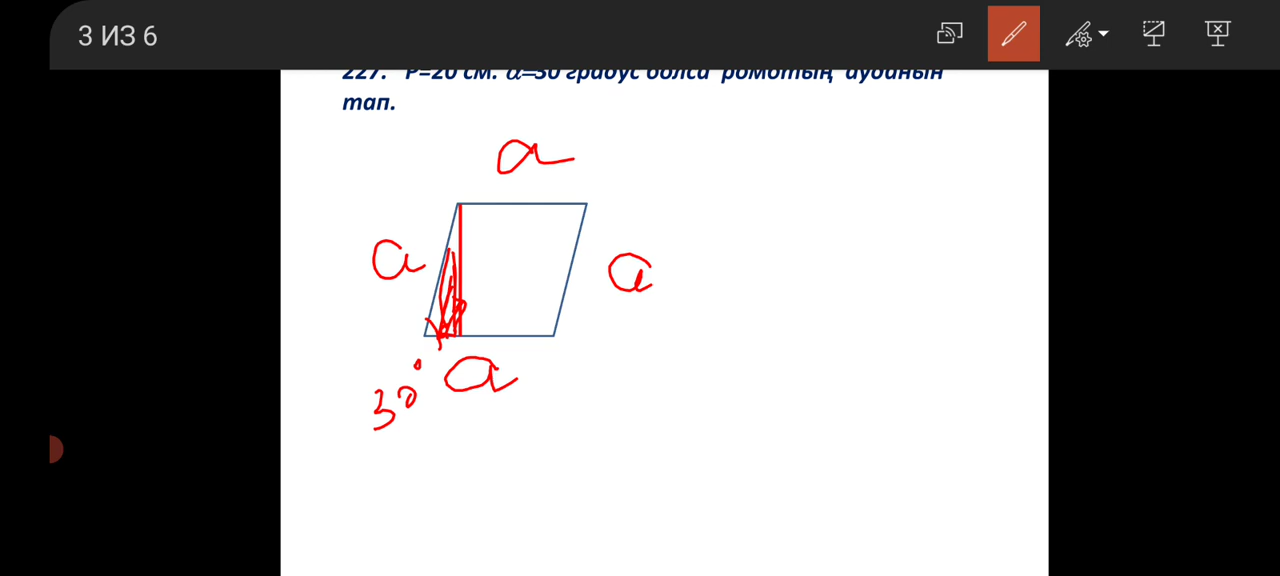 3 ИЗ 6
227. P=20 см. α=30 градус болса ромбтың ауданын
тап.
a
a
a
a
30°